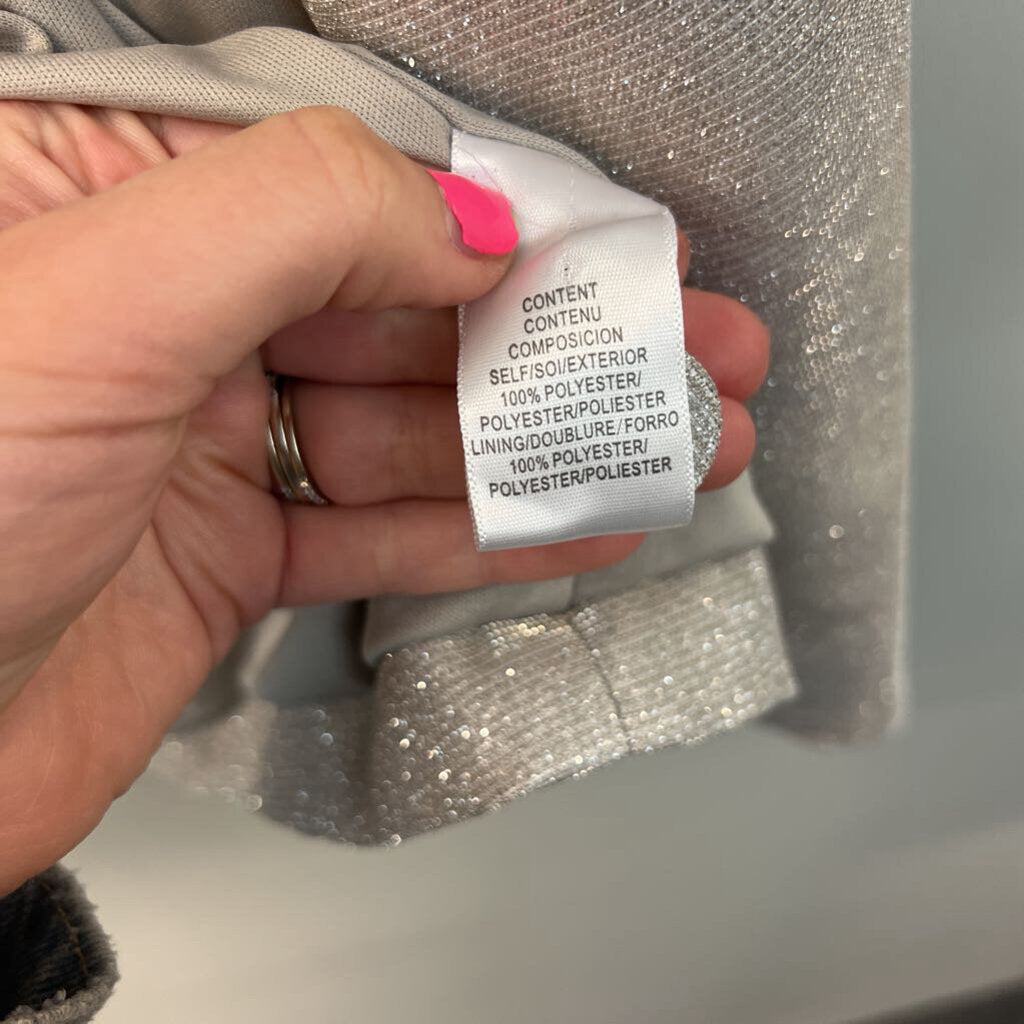 CONTENT
CONTENU
COMPOSICION
SELF/SOI/EXTERIOR
100% POLYESTER/
POLYESTER/POLIESTER
LINING/DOUBLURE/FORRO
100% POLYESTER/
POLYESTER/POLIESTER